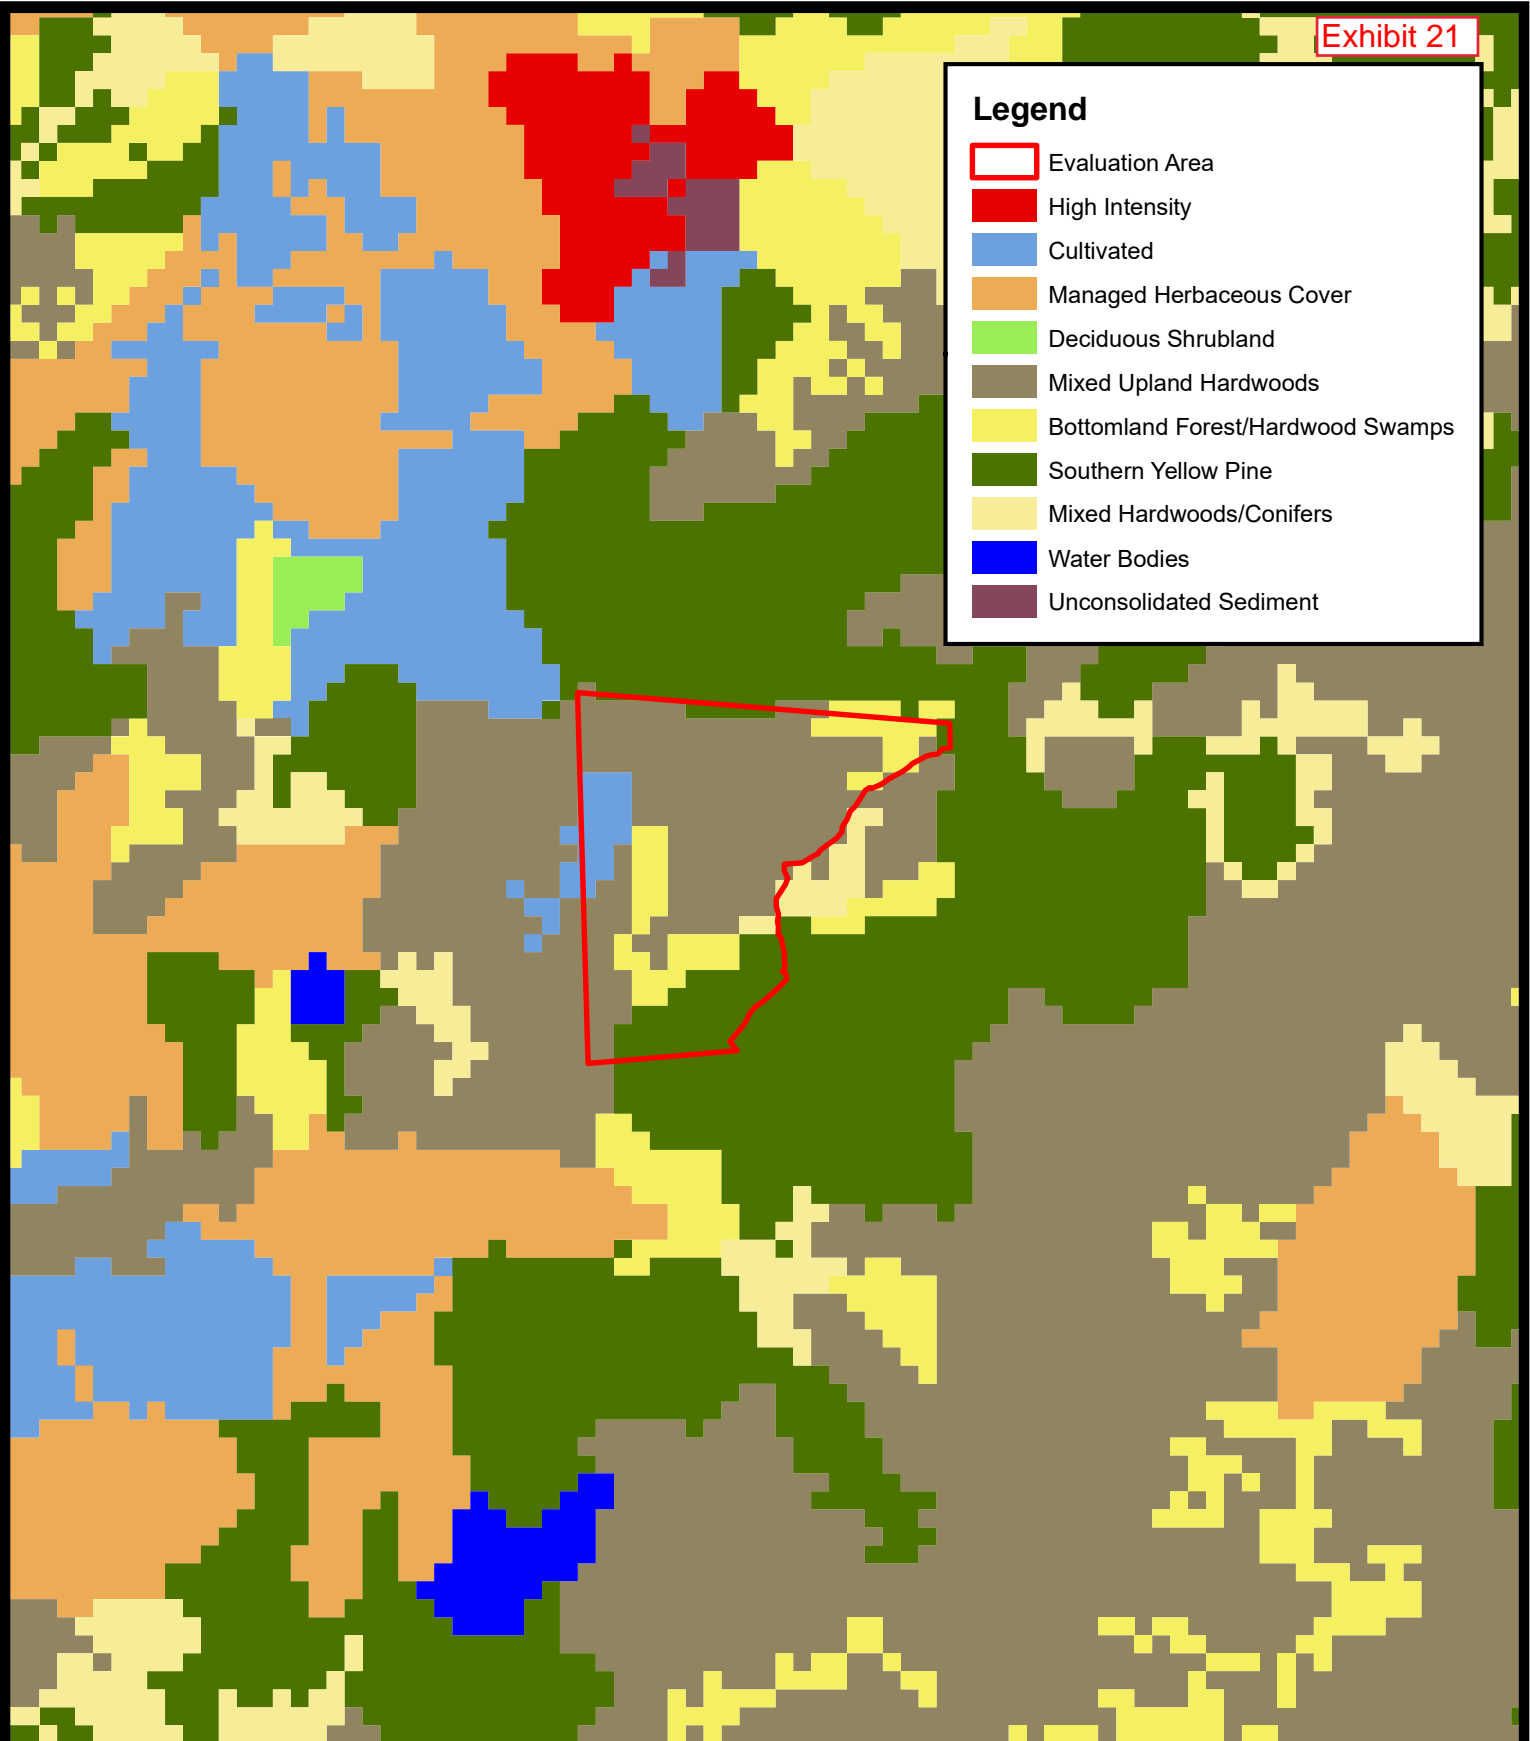 Exhibit 21
Legend
Evaluation Area
High Intensity
Cultivated
Managed Herbaceous Cover
Deciduous Shrubland
Mixed Upland Hardwoods
Bottomland Forest/Hardwood Swamps
Southern Yellow Pine
Mixed Hardwoods/Conifers
Water Bodies
Unconsolidated Sediment